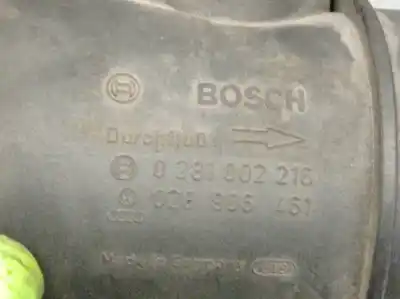 BOSCH
Durchfluß
0 281 002 216
028 906 461
Made in Germany